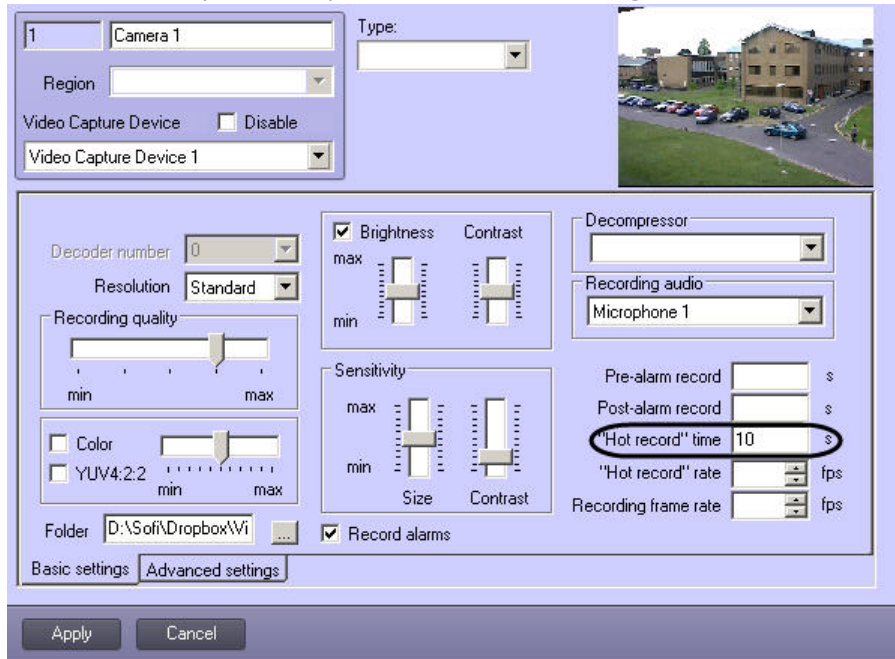 1 Camera 1 Type:
Region
Video Capture Device Disable
Video Capture Device 1
Decoder number 0
Resolution Standard
Recording quality
min max
Color
YUV4:2:2
min max
Folder D:\Sofi\Dropbox\Vi ...
Brightness Contrast
max
min
Sensitivity
max
min
Size Contrast
Record alarms
Decompressor
Recording audio
Microphone 1
Pre-alarm record s
Post-alarm record s
"Hot record" time 10 s
"Hot record" rate fps
Recording frame rate fps
Basic settings Advanced settings
Apply Cancel